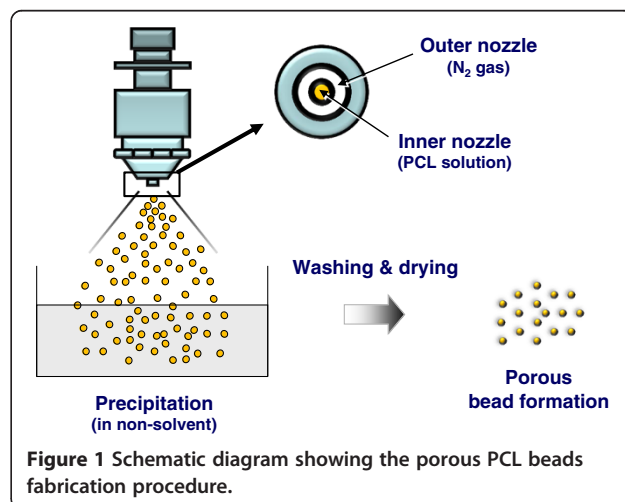 Outer nozzle
(N₂ gas)
Inner nozzle
(PCL solution)
Washing & drying
Precipitation
(in non-solvent)
Porous
bead formation
Figure 1 Schematic diagram showing the porous PCL beads
fabrication procedure.